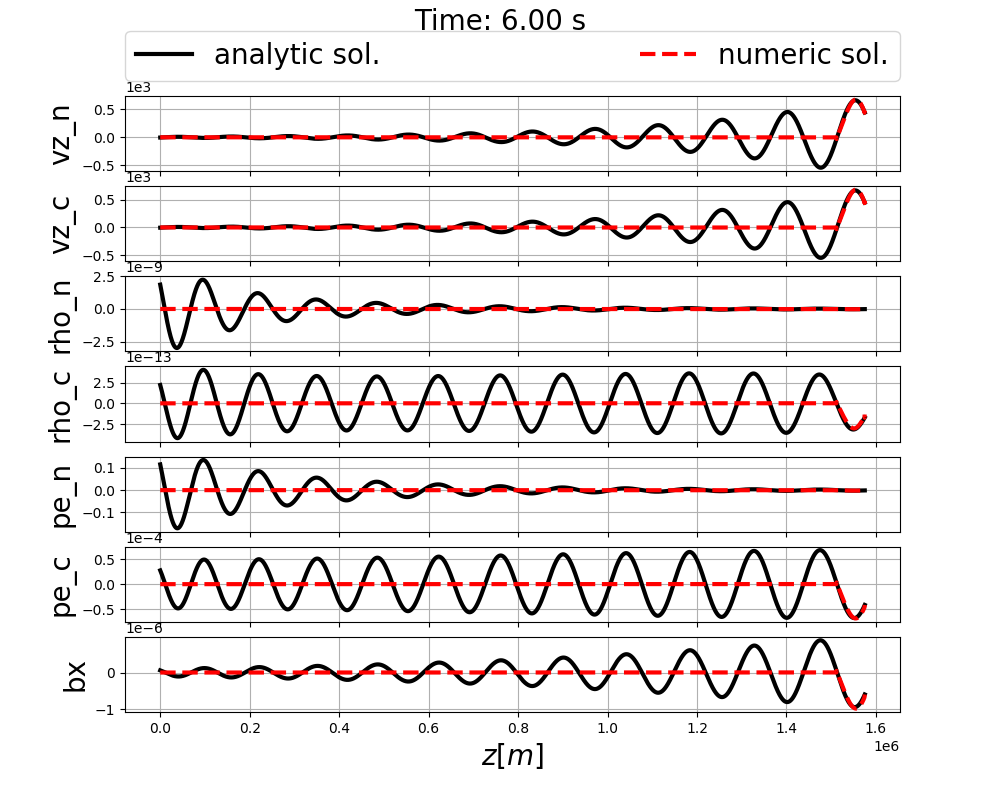 Time: 6.00 s
analytic sol. numeric sol.
1e3
vz_n
0.5
0.0
−0.5
1e3
vz_c
0.5
0.0
−0.5
1e−9
rho_n
2.5
0.0
−2.5
1e−13
rho_c
2.5
0.0
−2.5
pe_n
0.1
0.0
−0.1
1e−4
pe_c
0.5
0.0
−0.5
1e−6
bx
0
−1
0.0 0.2 0.4 0.6 0.8 1.0 1.2 1.4 1.6
1e6
z[m]